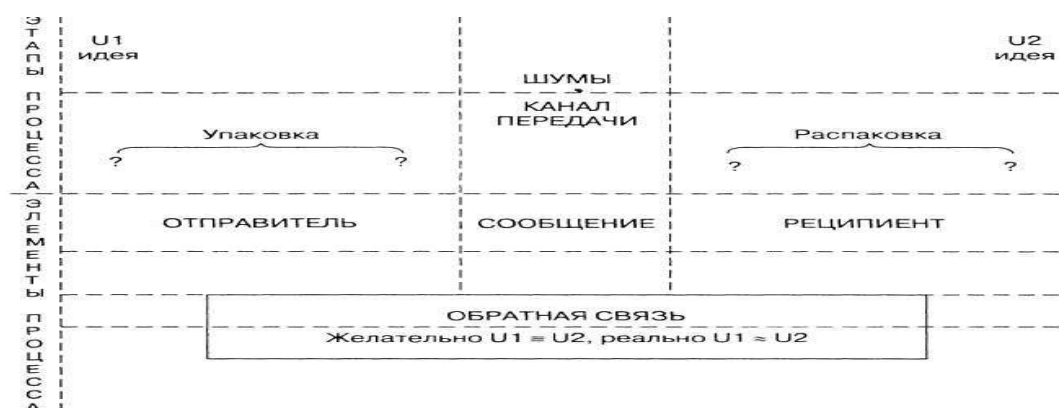 ЭТАПЫ ПРОЦЕССА
U1
идея
U2
идея
ШУМЫ
КАНАЛ
ПЕРЕДАЧИ
Упаковка
? ?
Распаковка
? ?
ЭЛЕМЕНТЫ ПРОЦЕССА
ОТПРАВИТЕЛЬ
СООБЩЕНИЕ
РЕЦИПИЕНТ
ОБРАТНАЯ СВЯЗЬ
Желательно U1 = U2, реально U1 ≈ U2